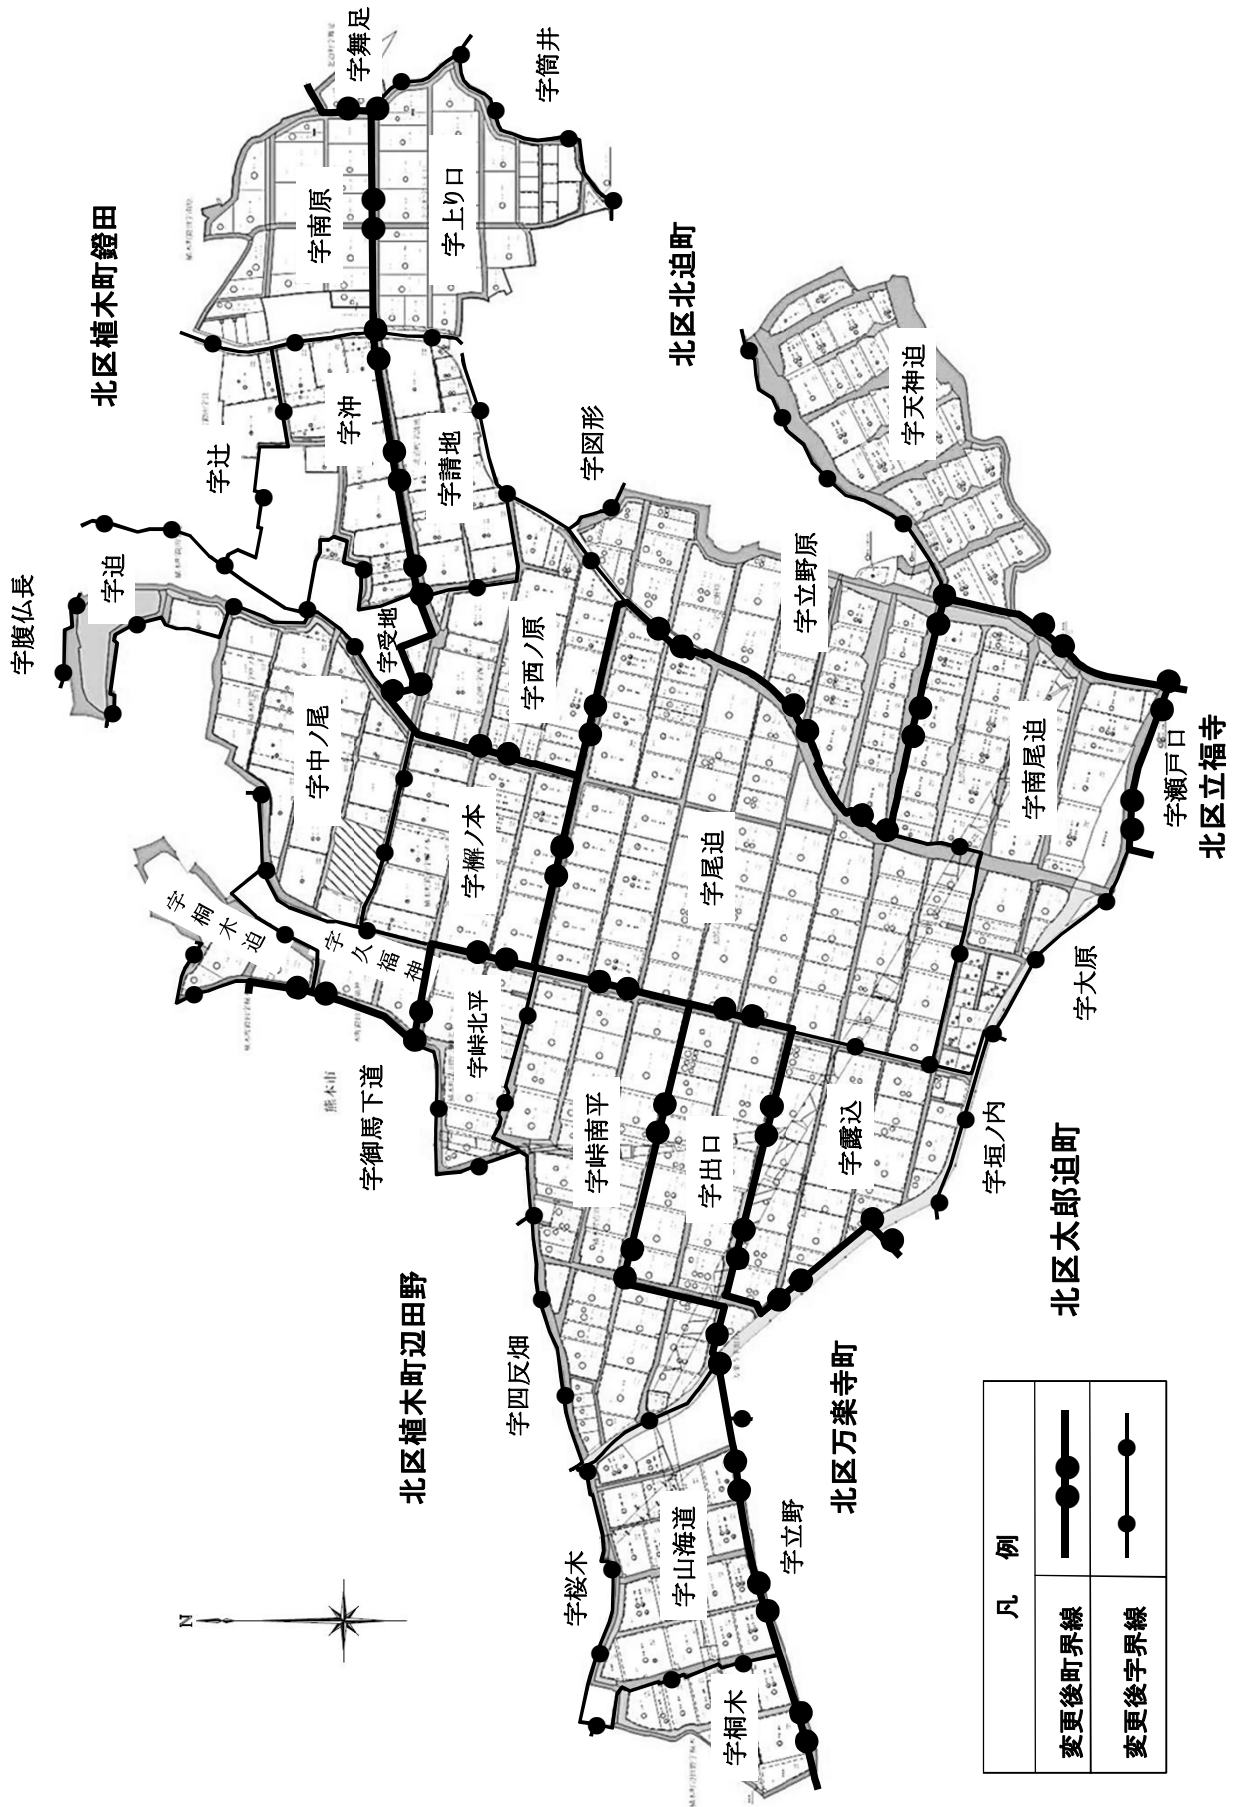 北区植木町鐙田
字舞足
字筒井
字南原
字上り口
北区北迫町
字辻
字沖
字請地
字図形
字天神迫
字腹仏長
字迫
字受地
字西ノ原
字立野原
字中ノ尾
字檞ノ本
字尾迫
字南尾迫
字瀬戸口
北区立福寺
字桐木迫
字久福神
字峠北平
字大原
熊本市
字御馬下道
字峠南平
字出口
字露込
字垣ノ内
北区太郎迫町
北区植木町辺田野
字四反畑
北区万楽寺町
字桜木
字山海道
字立野
字桐木
N
凡 例
変更後町界線
変更後字界線